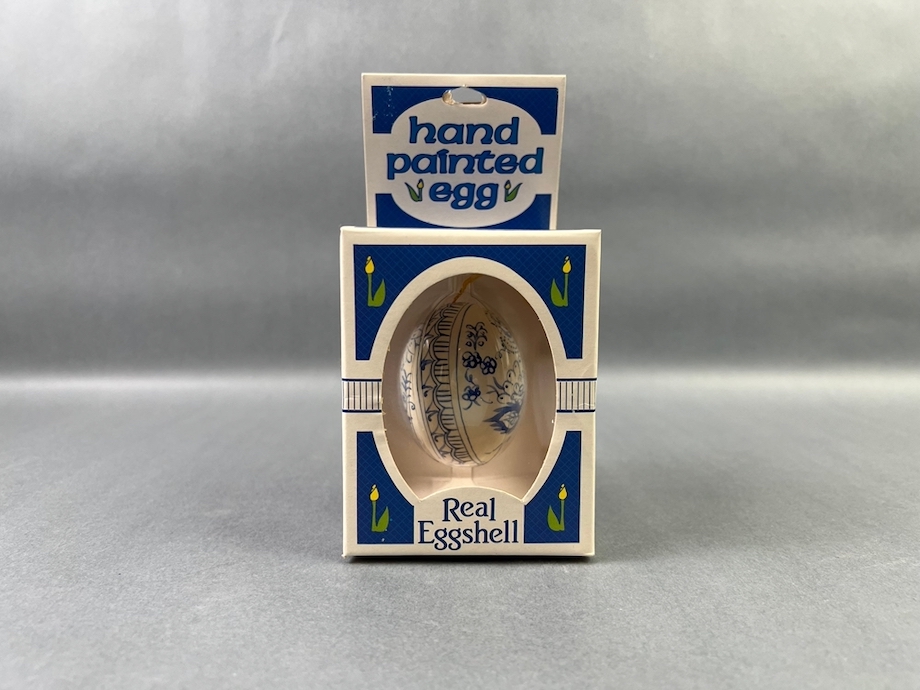 hand
painted
egg
Real
Eggshell